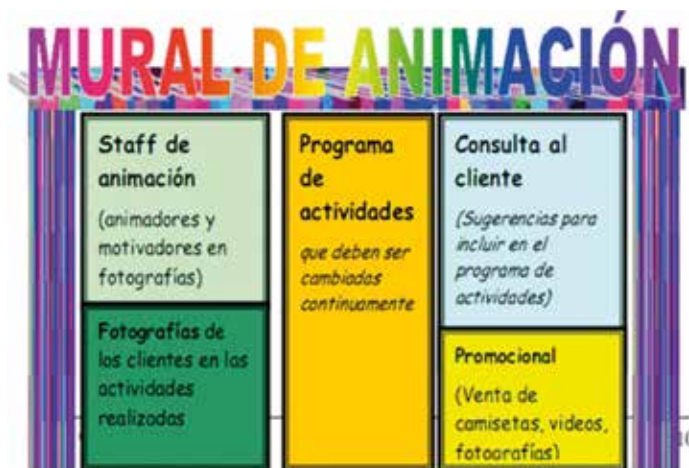 MURAL DE ANIMACIÓN
Staff de
animación
(animadores y
motivadores en
fotografías)
Fotografías de
los clientes en las
actividades
realizadas
Programa
de
actividades
que deben ser
cambiadas
continuamente
Consulta al
cliente
(Sugerencias para
incluir en el
programa de
actividades)
Promocional
(Venta de
camisetas, videos,
fotografías)